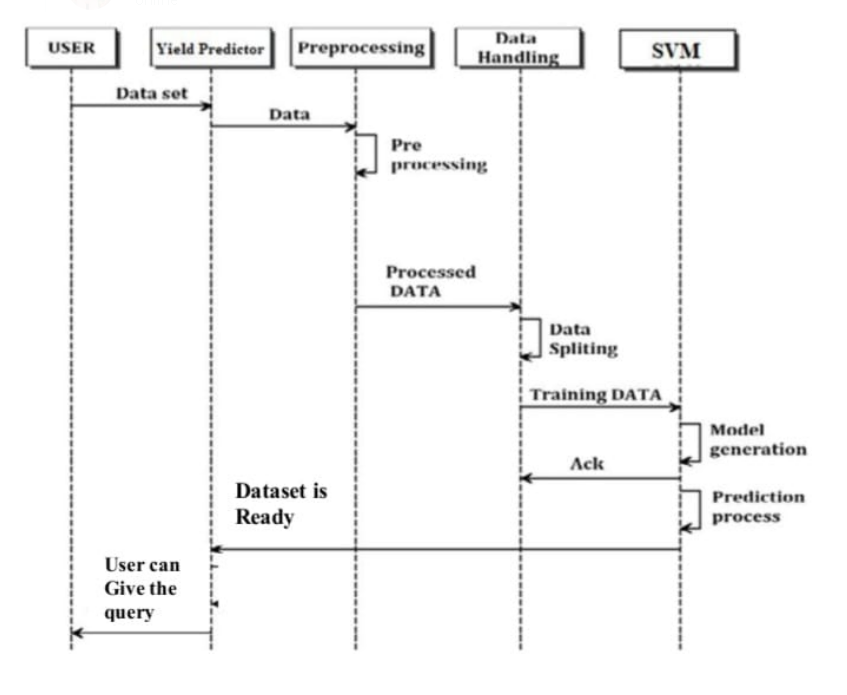 USER
Yield Predictor
Preprocessing
Data
Handling
SVM
Data set
Data
Pre
processing
Processed
DATA
Data
Spliting
Training DATA
Model
generation
Ack
Dataset is
Ready
Prediction
process
User can
Give the
query